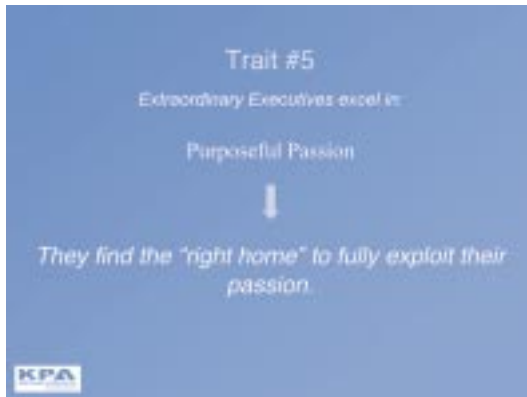 Trait #5
Extraordinary Executives excel in:
Purposeful Passion
They find the "right home" to fully exploit their
passion.
KPA